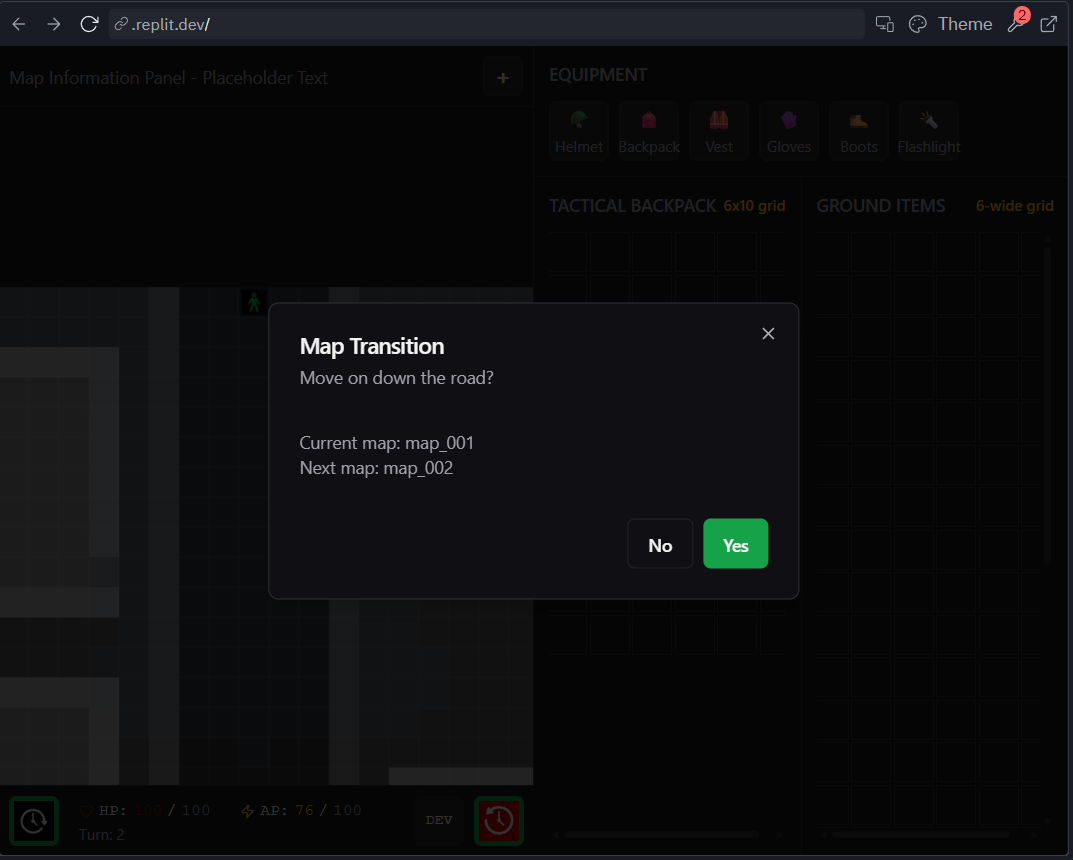 .replit.dev/
Theme
2
Map Information Panel - Placeholder Text
+
EQUIPMENT
Helmet
Backpack
Vest
Gloves
Boots
Flashlight
TACTICAL BACKPACK 6x10 grid
GROUND ITEMS 6-wide grid
Map Transition
Move on down the road?
Current map: map_001
Next map: map_002
No
Yes
HP: 100 / 100
AP: 76 / 100
Turn: 2
DEV